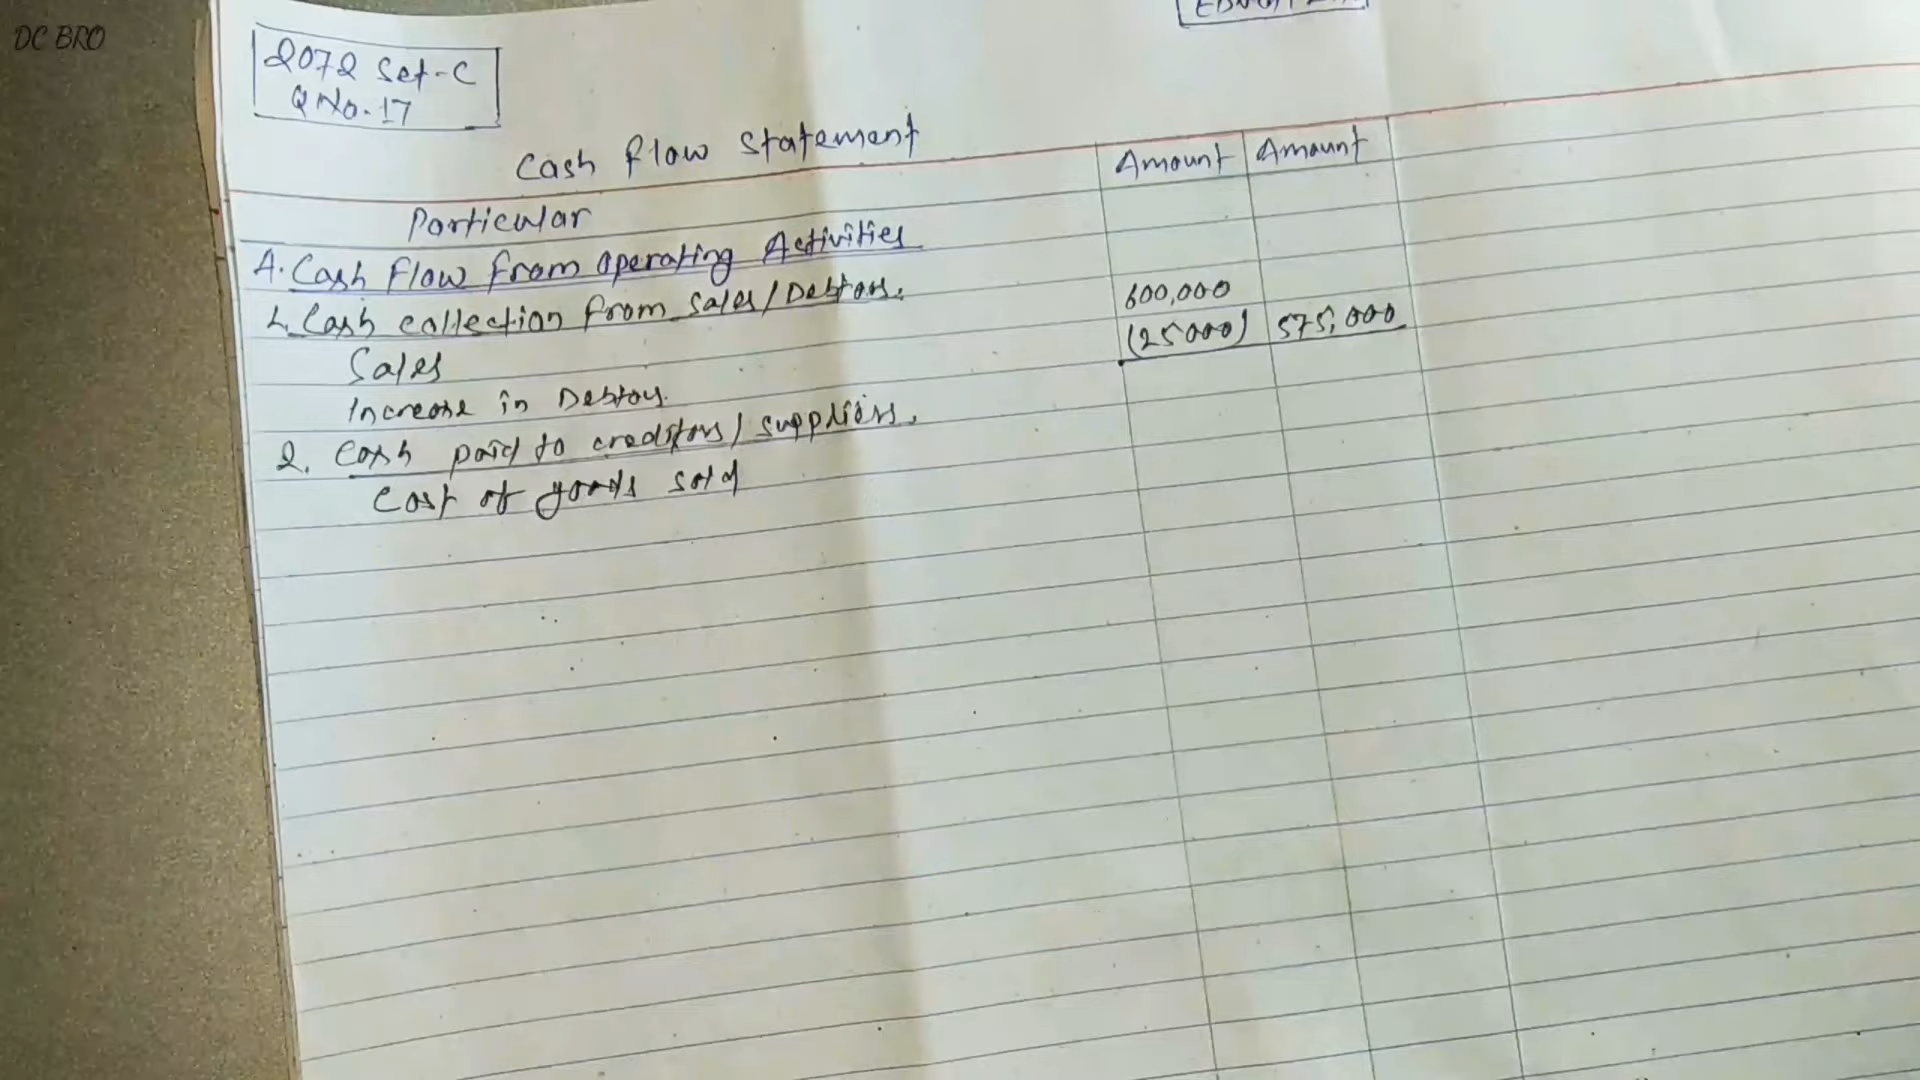 DC BRO
2072 Set-C
Q No. 17
Cash Flow Statement
Particular
Amount
Amount
A. Cash Flow From Operating Activities
1. Cash collection from sales/Debtors.
Sales
600,000
Increase in Debtors.
(25000)
575,000
2. Cash paid to creditors/suppliers.
Cost of goods sold